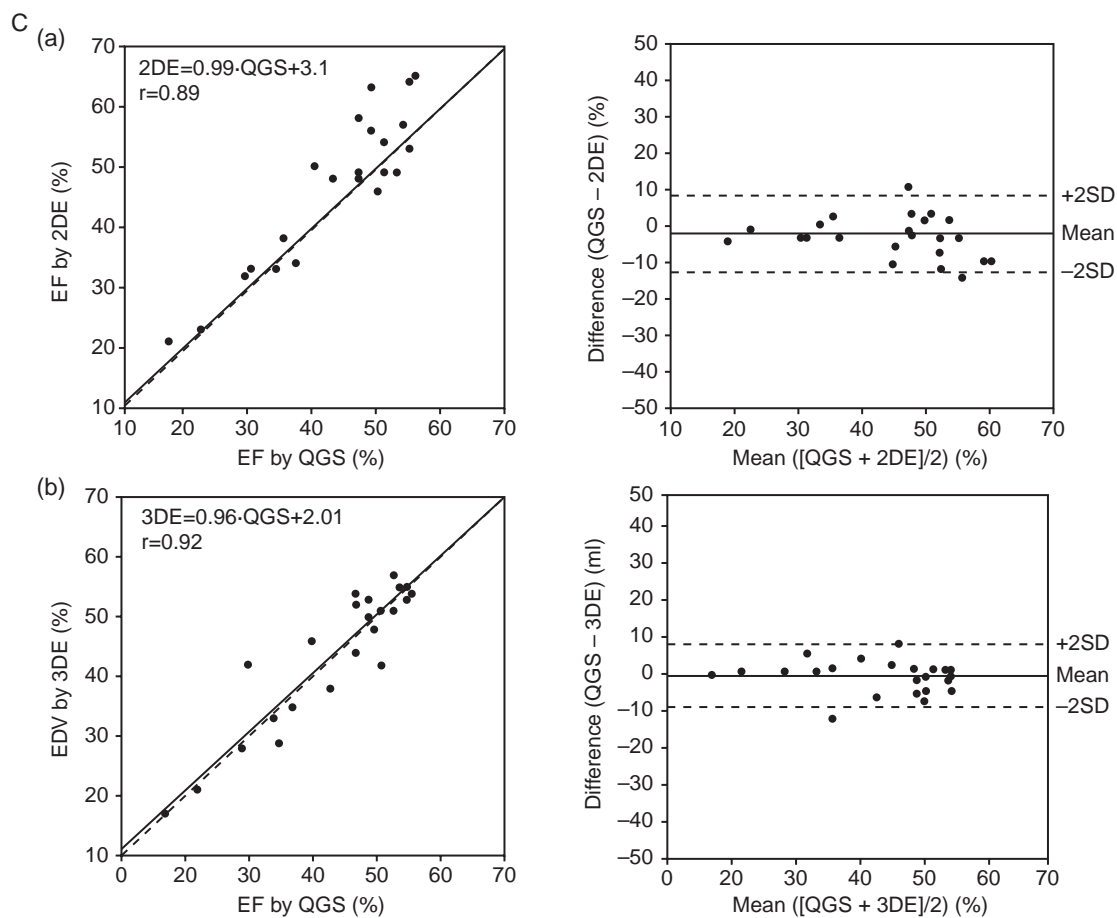 C
(a)
2DE=0.99·QGS+3.1
r=0.89
EF by 2DE (%)
70
60
50
40
30
20
10
10 20 30 40 50 60 70
EF by QGS (%)
Difference (QGS – 2DE) (%)
50
40
30
20
10
0
–10
–20
–30
–40
–50
+2SD
Mean
–2SD
10 20 30 40 50 60 70
Mean ([QGS + 2DE]/2) (%)
(b)
3DE=0.96·QGS+2.01
r=0.92
EDV by 3DE (%)
70
60
50
40
30
20
10
0 20 30 40 50 60 70
EF by QGS (%)
Difference (QGS – 3DE) (ml)
50
40
30
20
10
0
–10
–20
–30
–40
–50
+2SD
Mean
–2SD
10 20 30 40 50 60 70
Mean ([QGS + 3DE]/2) (%)